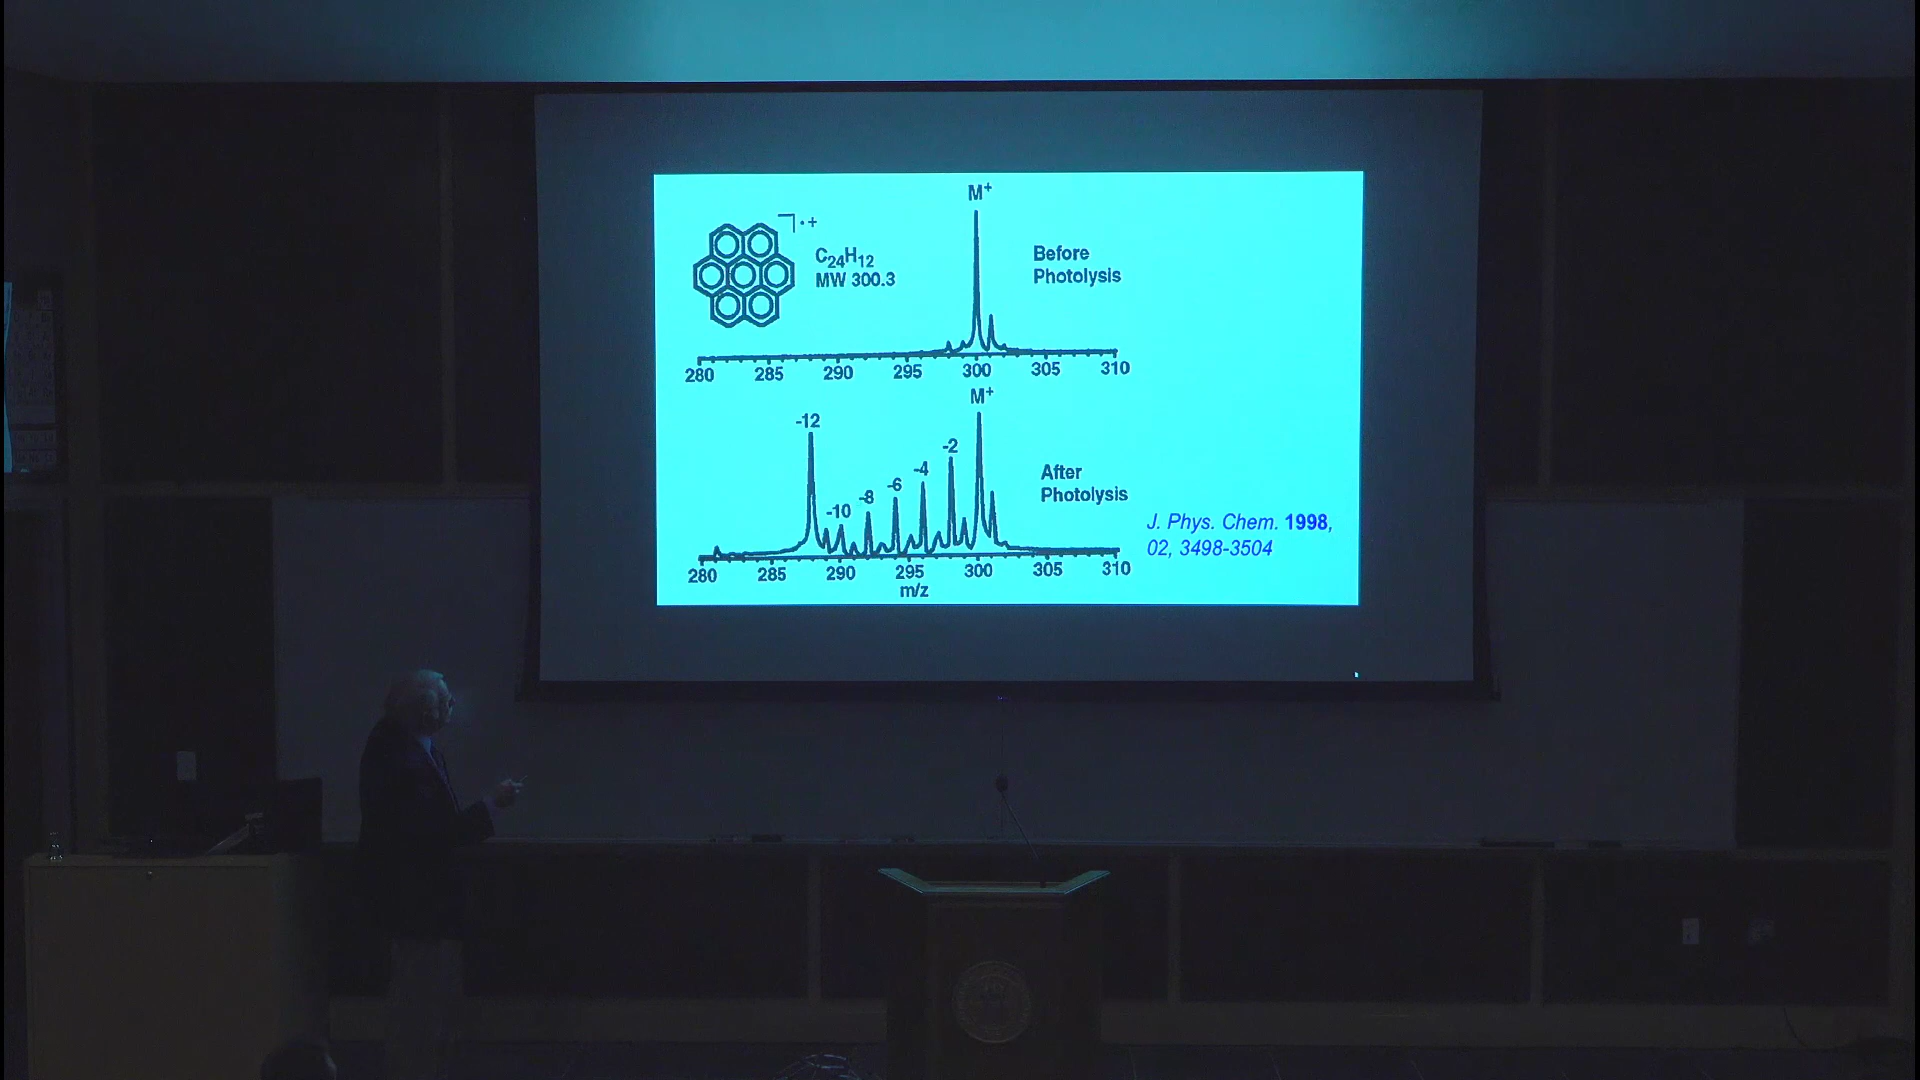 M+
·+
C24H12
MW 300.3
Before
Photolysis
280 285 290 295 300 305 310
M+
-12
-10
-8
-6
-4
-2
After
Photolysis
J. Phys. Chem. 1998,
02, 3498-3504
280 285 290 295 300 305 310
m/z